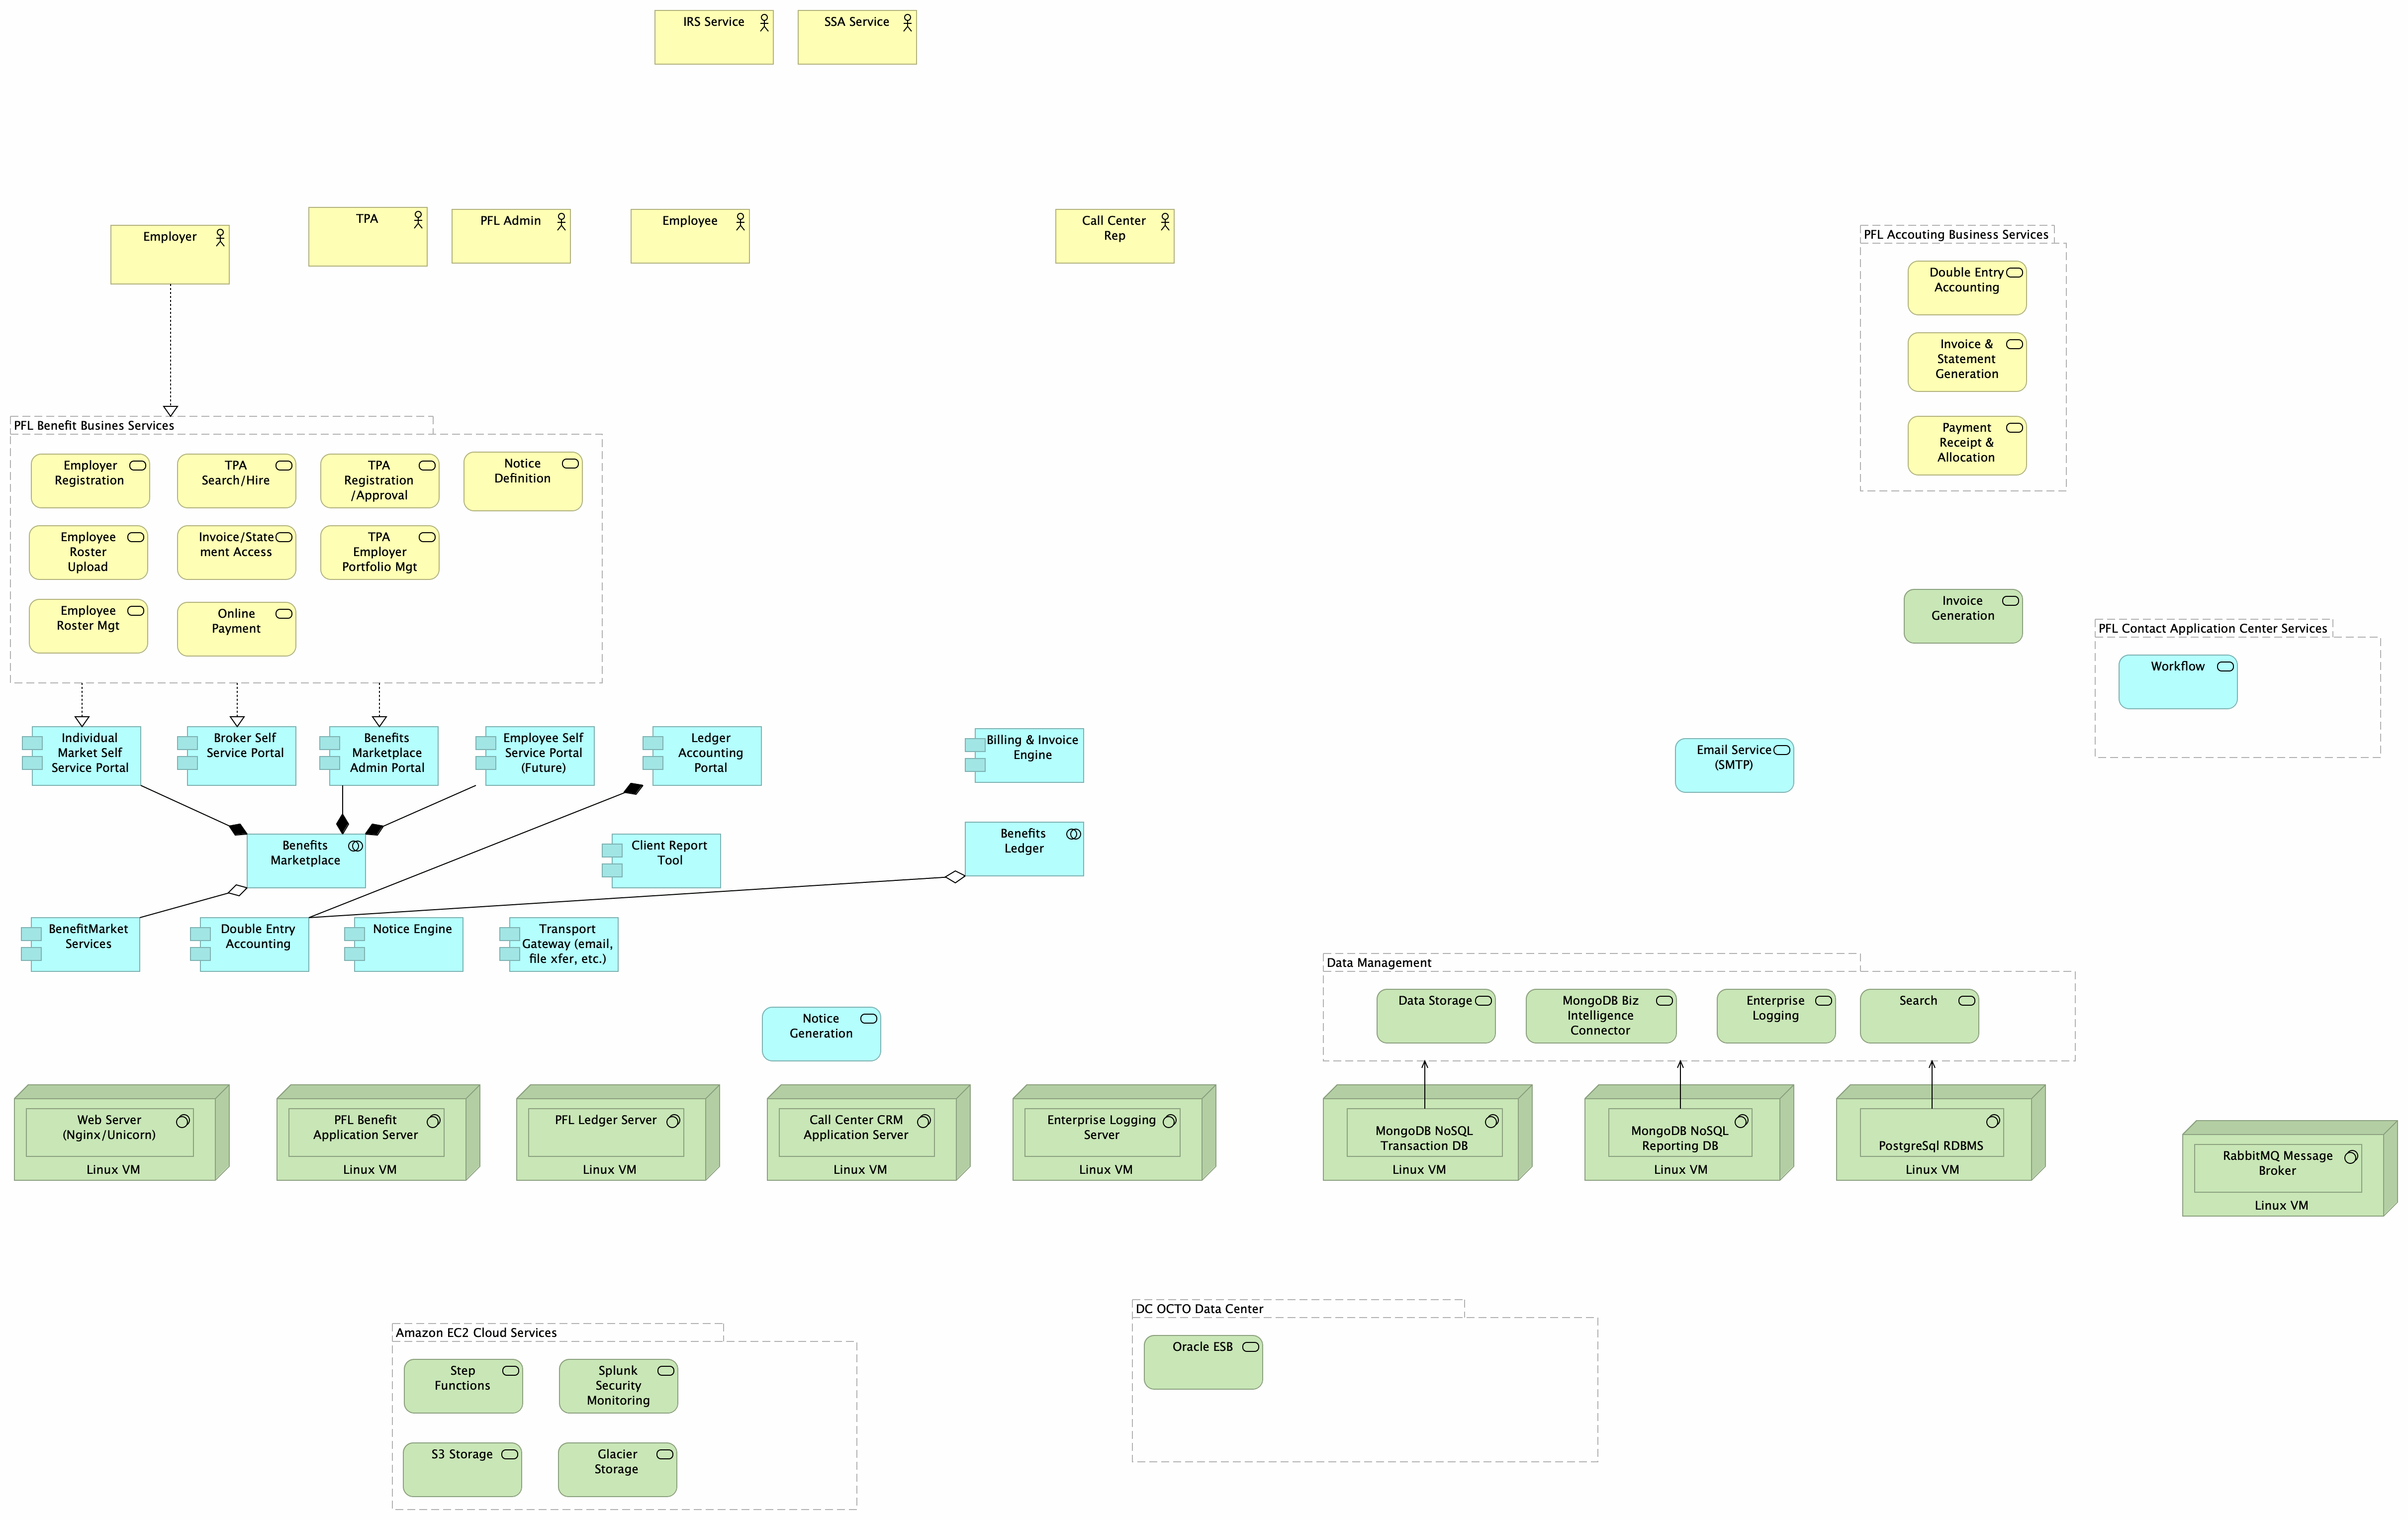 IRS Service
SSA Service
Employer
TPA
PFL Admin
Employee
Call Center
Rep
PFL Accouting Business Services
Double Entry
Accounting
Invoice &
Statement
Generation
Payment
Receipt &
Allocation
PFL Benefit Busines Services
Employer
Registration
TPA
Search/Hire
TPA
Registration
/Approval
Notice
Definition
Employee
Roster
Upload
Invoice/State
ment Access
TPA
Employer
Portfolio Mgt
Employee
Roster Mgt
Online
Payment
Invoice
Generation
PFL Contact Application Center Services
Workflow
Individual
Market Self
Service Portal
Broker Self
Service Portal
Benefits
Marketplace
Admin Portal
Employee Self
Service Portal
(Future)
Ledger
Accounting
Portal
Billing & Invoice
Engine
Email Service
(SMTP)
Benefits
Marketplace
Client Report
Tool
Benefits
Ledger
BenefitMarket
Services
Double Entry
Accounting
Notice Engine
Transport
Gateway (email,
file xfer, etc.)
Data Management
Data Storage
MongoDB Biz
Intelligence
Connector
Enterprise
Logging
Search
Notice
Generation
Web Server
(Nginx/Unicorn)
Linux VM
PFL Benefit
Application Server
Linux VM
PFL Ledger Server
Linux VM
Call Center CRM
Application Server
Linux VM
Enterprise Logging
Server
Linux VM
MongoDB NoSQL
Transaction DB
Linux VM
MongoDB NoSQL
Reporting DB
Linux VM
PostgreSql RDBMS
Linux VM
RabbitMQ Message
Broker
Linux VM
DC OCTO Data Center
Oracle ESB
Amazon EC2 Cloud Services
Step
Functions
Splunk
Security
Monitoring
S3 Storage
Glacier
Storage